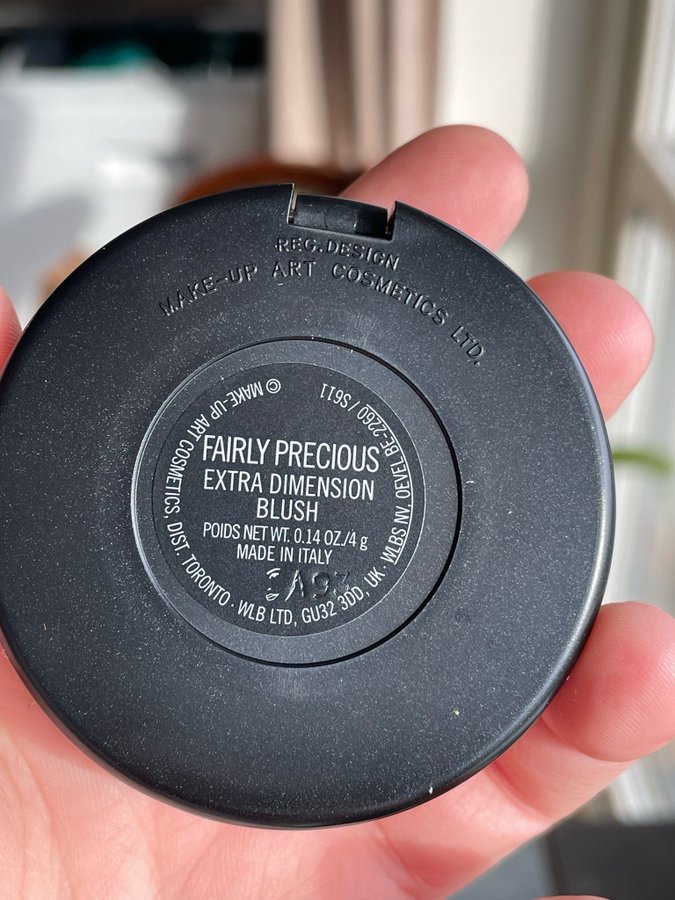 REG.DESIGN
MAKE-UP ART COSMETICS LTD.
© MAKE-UP ART COSMETICS, DIST. TORONTO · WLB LTD, GU32 3DD, UK · WLBS NV. OEVEL BE-2260 / S611
FAIRLY PRECIOUS
EXTRA DIMENSION
BLUSH
POIDS NET WT. 0.14 OZ./4 g
MADE IN ITALY